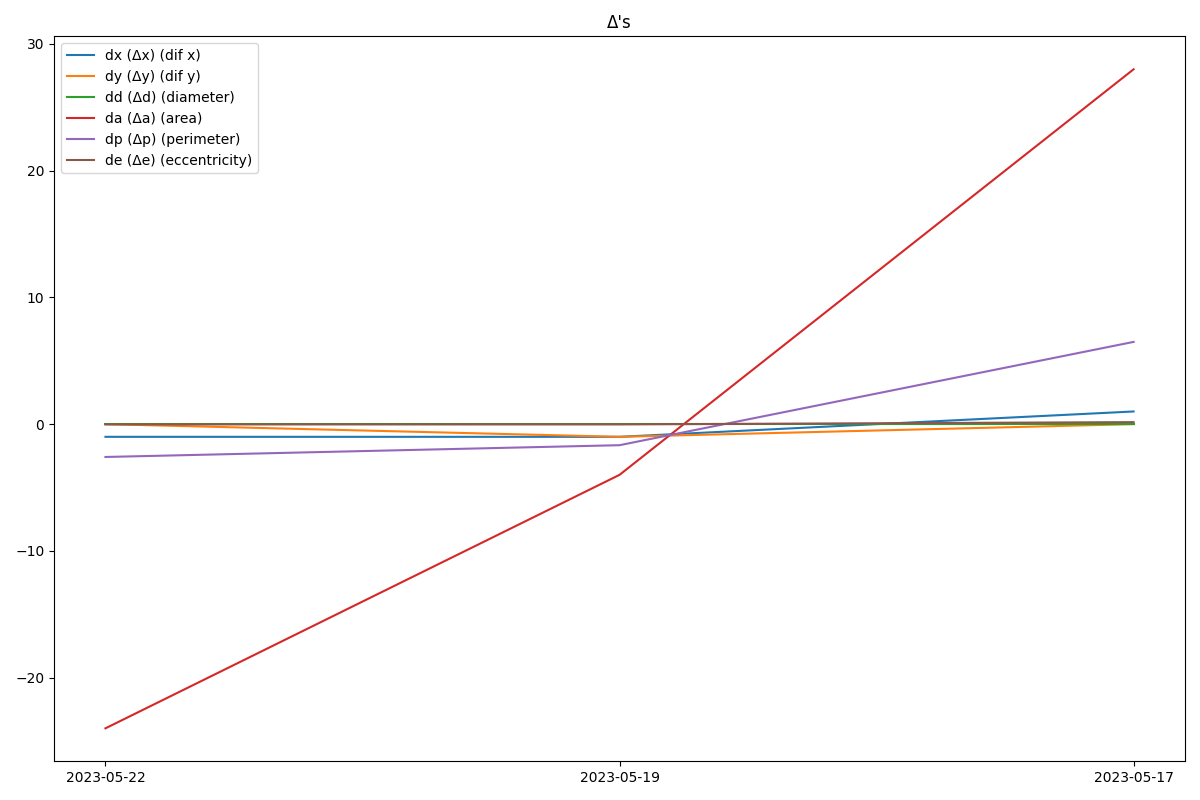 Δ's
30
20
10
0
−10
−20
dx (Δx) (dif x)
dy (Δy) (dif y)
dd (Δd) (diameter)
da (Δa) (area)
dp (Δp) (perimeter)
de (Δe) (eccentricity)
2023-05-22
2023-05-19
2023-05-17